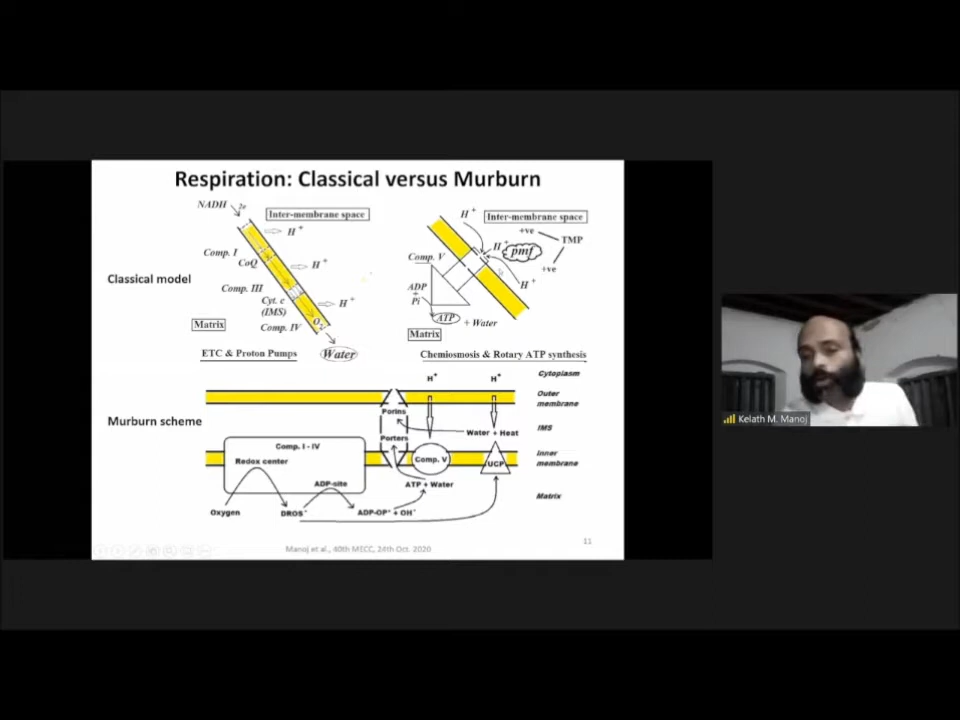 Respiration: Classical versus Murburn
NADH
2e
Inter-membrane space
H+
Comp. I
CoQ
H+
Classical model
Comp. III
Cyt. c
(IMS)
H+
Matrix
Comp. IV
O2
ETC & Proton Pumps
Water
H+
Inter-membrane space
+ve
TMP
H+
pmf
Comp. V
+ve
ADP
+
Pi
H+
ATP
+ Water
Matrix
Chemiosmosis & Rotary ATP synthesis
H+
H+
Cytoplasm
Outer
membrane
Murburn scheme
Porins
IMS
Water + Heat
Porters
Comp. I - IV
Redox center
Comp. V
UCP
Inner
membrane
ADP-site
ATP + Water
Matrix
Oxygen
DROS*
ADP-OP* + OH*
Manoj et al., 40th MECC, 24th Oct. 2020
11
Kelath M. Manoj